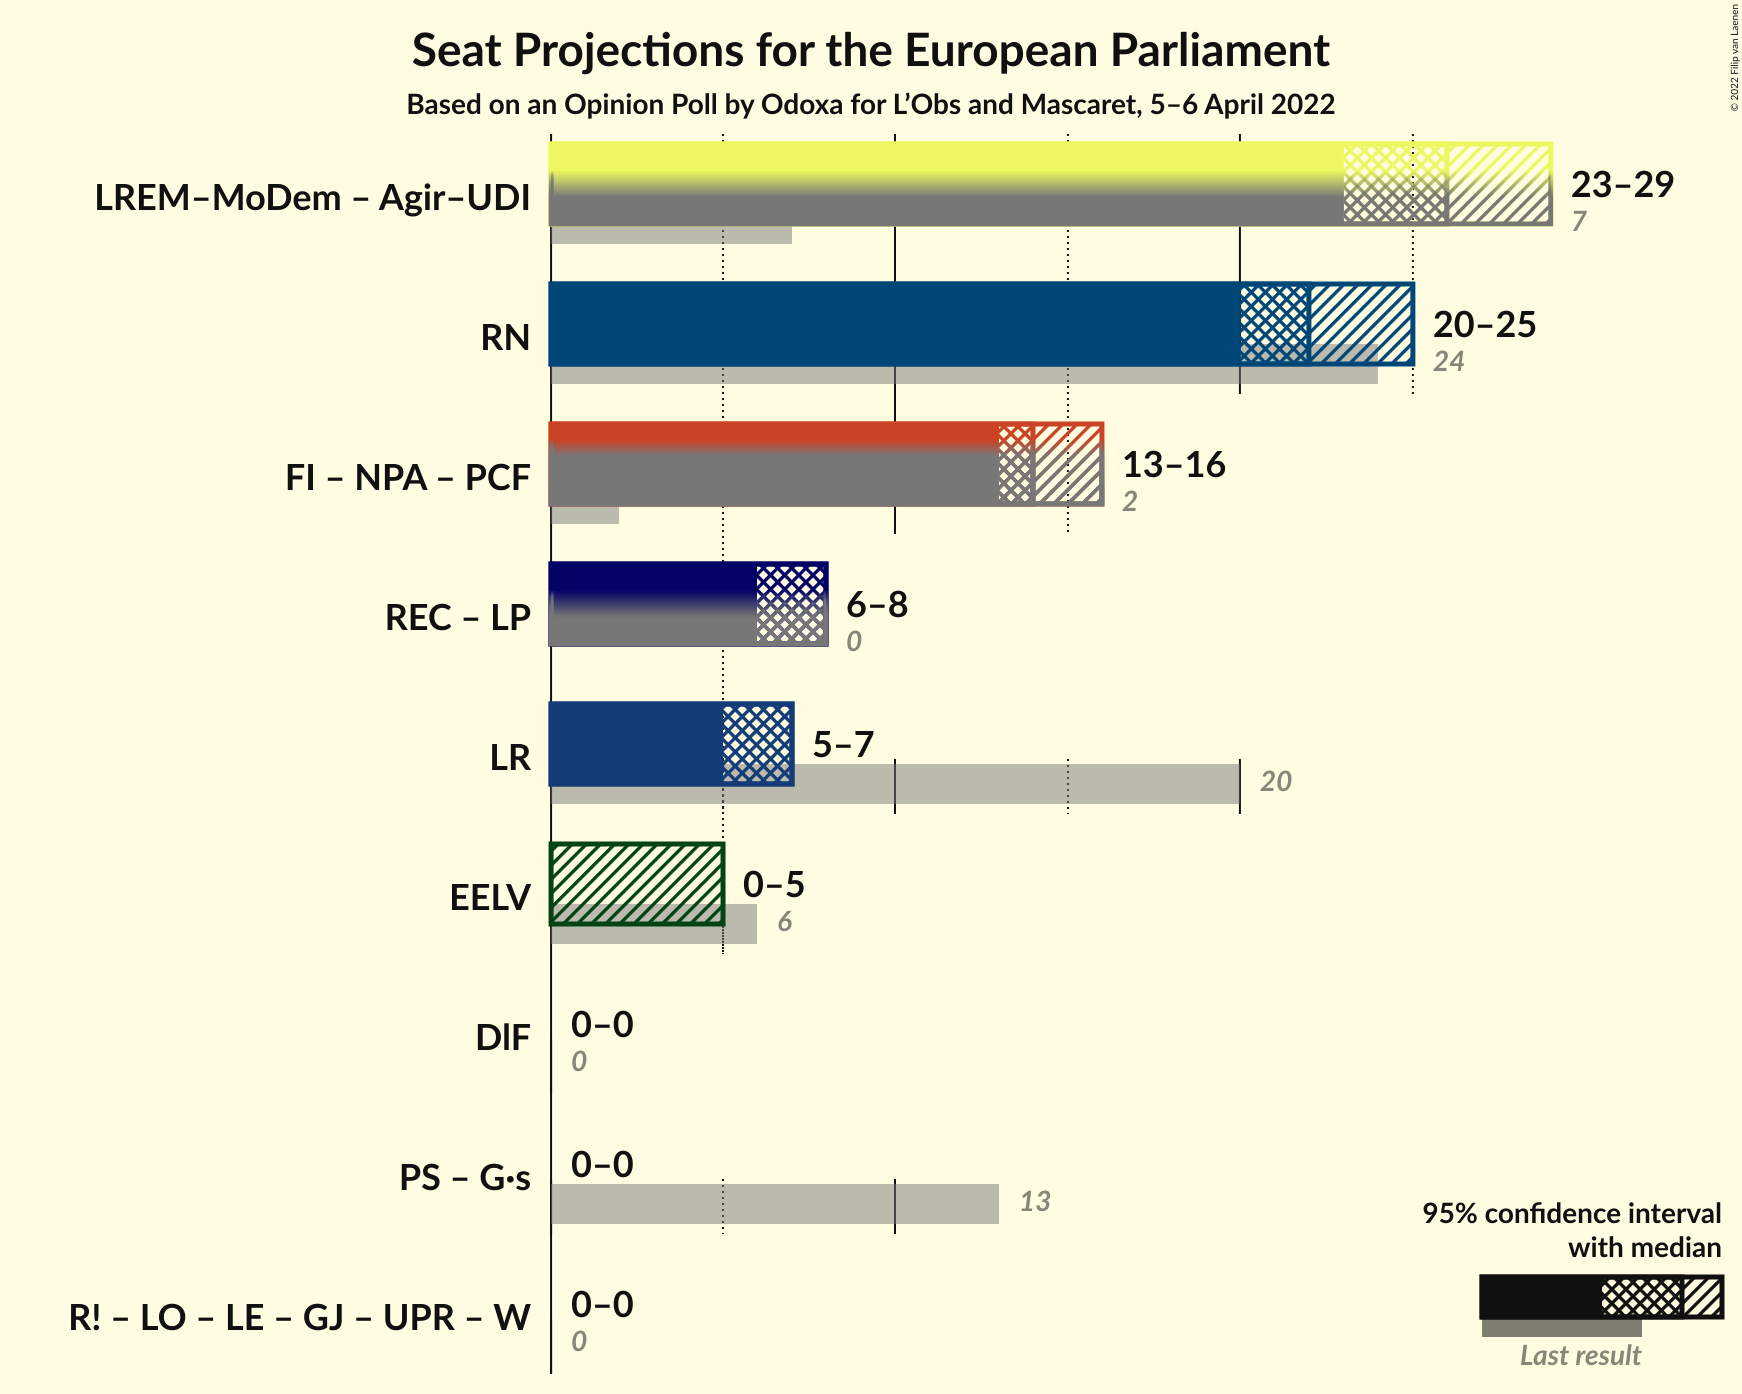 Seat Projections for the European Parliament
Based on an Opinion Poll by Odoxa for L’Obs and Mascaret, 5–6 April 2022
© 2022 Filip van Laenen
LREM–MoDem – Agir–UDI
23–29
7
RN
20–25
24
FI – NPA – PCF
13–16
2
REC – LP
6–8
0
LR
5–7
20
EELV
0–5
6
DlF
0–0
0
PS – G·s
0–0
13
R! – LO – LE – GJ – UPR – W
0–0
0
95% confidence interval
with median
Last result